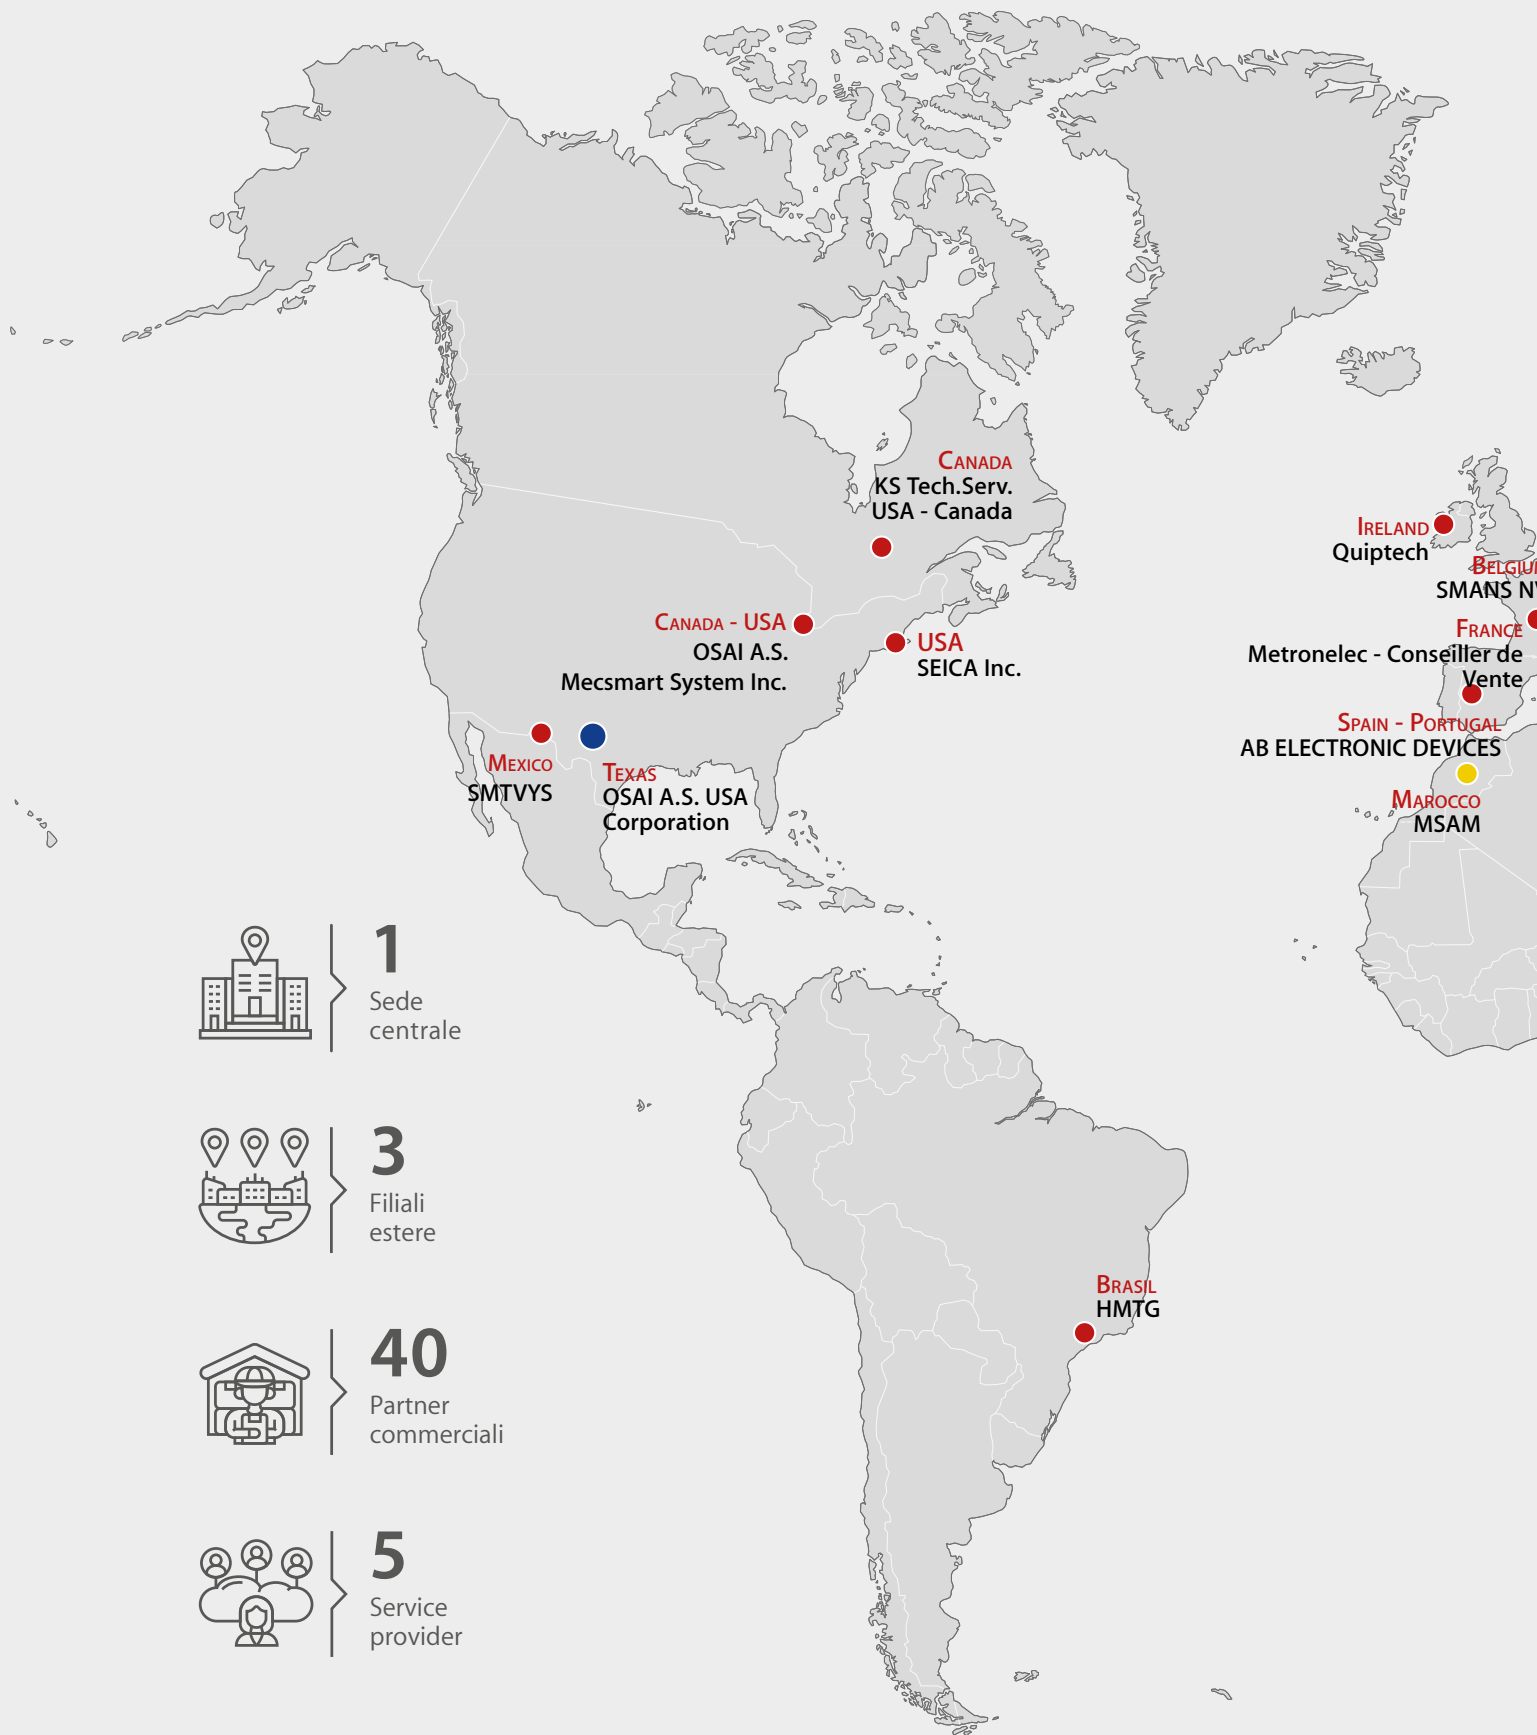 CANADA
KS Tech.Serv.
USA - Canada
IRELAND
Quiptech
BELGIUM
SMANS NV
CANADA - USA
OSAI A.S.
Mecsmart System Inc.
USA
SEICA Inc.
FRANCE
Metronelec - Conseiller de
Vente
SPAIN - PORTUGAL
AB ELECTRONIC DEVICES
MEXICO
SMTVYS
TEXAS
OSAI A.S. USA
Corporation
MAROCCO
MSAM
1
Sede
centrale
3
Filiali
estere
BRASIL
HMTG
40
Partner
commerciali
5
Service
provider